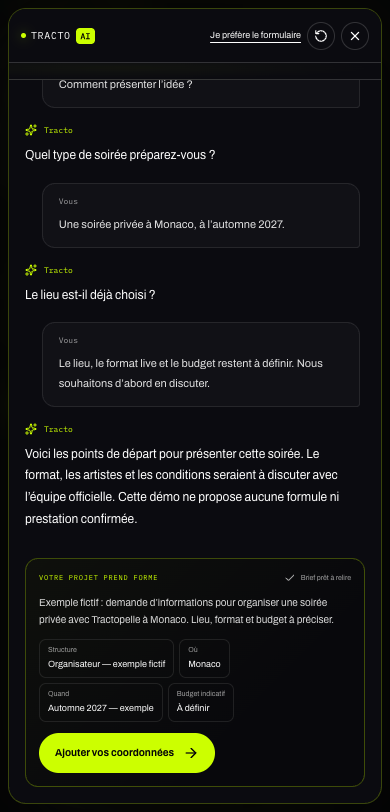 TRACTO AI
Je préfère le formulaire
Comment présenter l'idée ?
Tracto
Quel type de soirée préparez-vous ?
Vous
Une soirée privée à Monaco, à l'automne 2027.
Tracto
Le lieu est-il déjà choisi ?
Vous
Le lieu, le format live et le budget restent à définir. Nous
souhaitons d'abord en discuter.
Tracto
Voici les points de départ pour présenter cette soirée. Le
format, les artistes et les conditions seraient à discuter avec
l'équipe officielle. Cette démo ne propose aucune formule ni
prestation confirmée.
VOTRE PROJET PREND FORME
Brief prêt à relire
Exemple fictif : demande d'informations pour organiser une soirée
privée avec Tractopelle à Monaco. Lieu, format et budget à préciser.
Structure
Organisateur — exemple fictif
Où
Monaco
Quand
Automne 2027 — exemple
Budget indicatif
À définir
Ajouter vos coordonnées